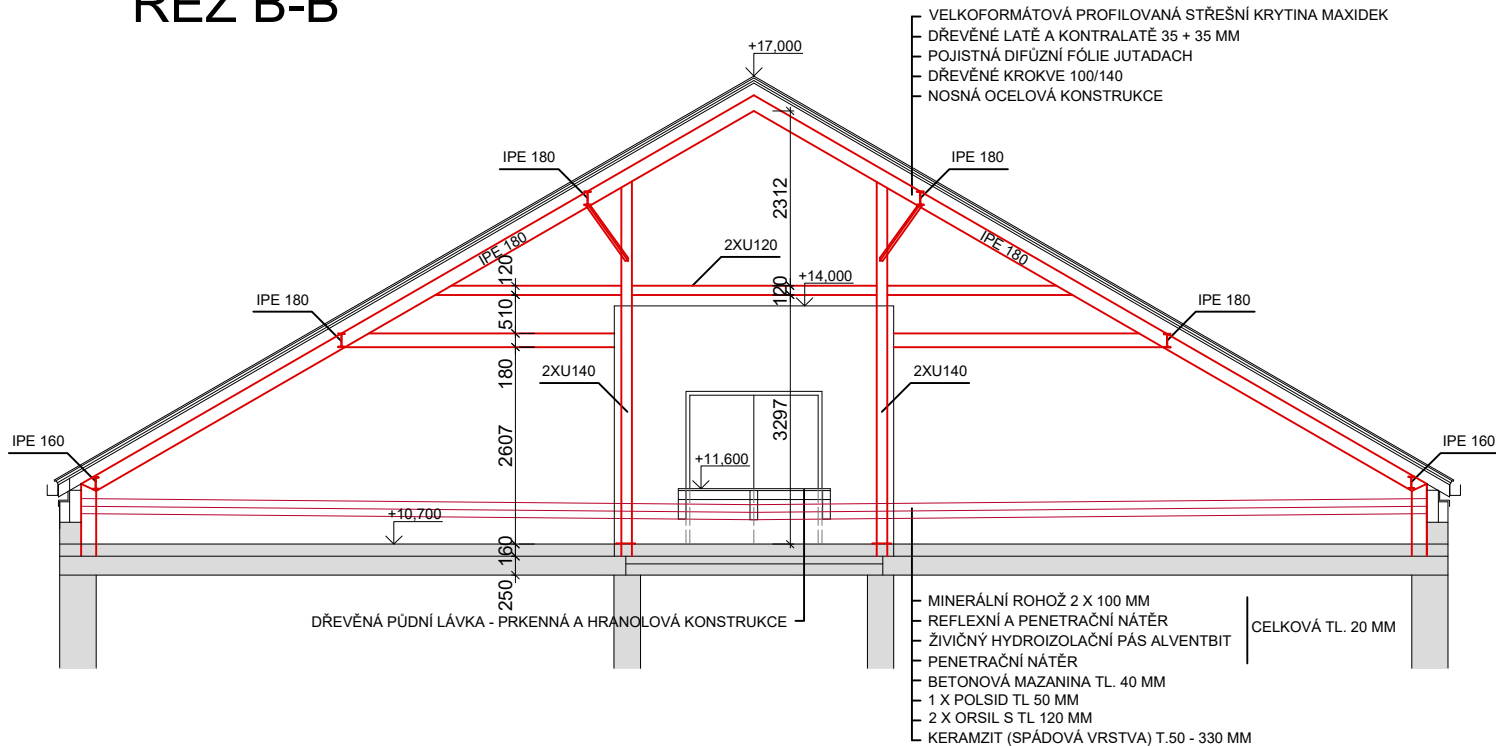 ŘEZ B-B
VELKOFORMÁTOVÁ PROFILOVANÁ STŘEŠNÍ KRYTINA MAXIDEK
DŘEVĚNÉ LATĚ A KONTRALATĚ 35 + 35 MM
POJISTNÁ DIFÚZNÍ FÓLIE JUTADACH
DŘEVĚNÉ KROKVE 100/140
NOSNÁ OCELOVÁ KONSTRUKCE
+17,000
IPE 180
IPE 180
2312
IPE 180
IPE 180
2XU120
120
120
+14,000
IPE 180
IPE 180
510
180
2XU140
2XU140
3297
2607
IPE 160
IPE 160
+11,600
+10,700
160
250
DŘEVĚNÁ PŮDNÍ LÁVKA - PRKENNÁ A HRANOLOVÁ KONSTRUKCE
MINERÁLNÍ ROHOŽ 2 X 100 MM
REFLEXNÍ A PENETRAČNÍ NÁTĚR
ŽIVIČNÝ HYDROIZOLAČNÍ PÁS ALVENTBIT
PENETRAČNÍ NÁTĚR
CELKOVÁ TL. 20 MM
BETONOVÁ MAZANINA TL. 40 MM
1 X POLSID TL 50 MM
2 X ORSIL S TL 120 MM
KERAMZIT (SPÁDOVÁ VRSTVA) T.50 - 330 MM